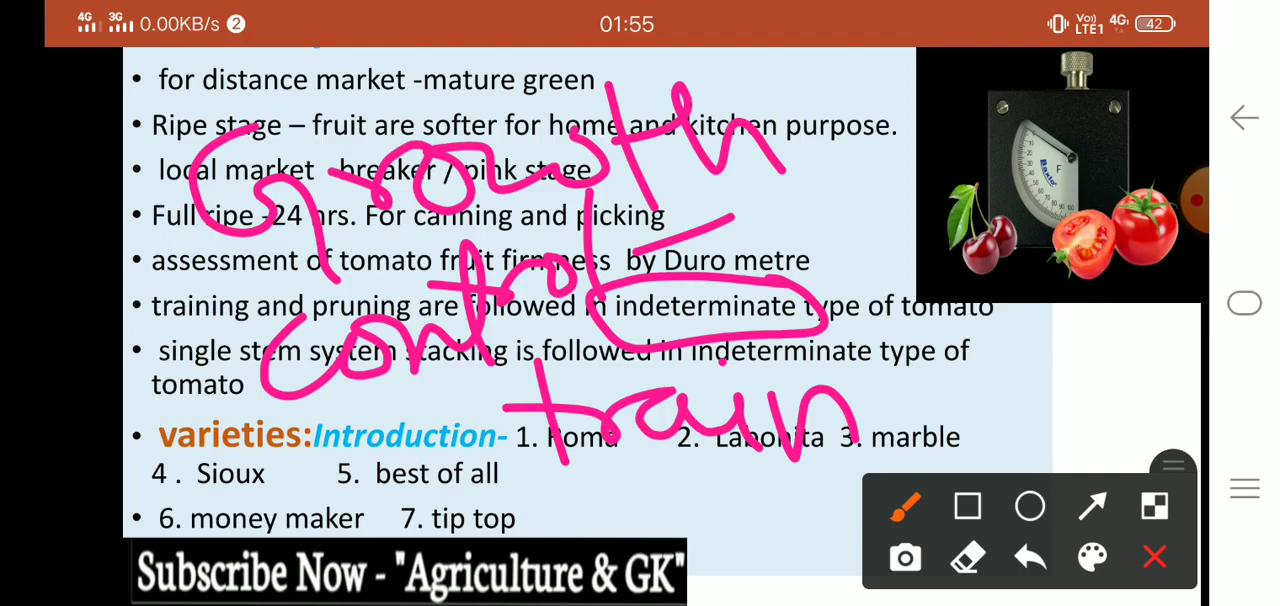 4G 3G 0.00KB/s 2 01:55 Vo)) LTE1 4G 42
for distance market -mature green
Ripe stage – fruit are softer for home and kitchen purpose.
local market breaker / pink stage
Full ripe -24 hrs. For canning and picking
assessment of tomato fruit firmness by Duro metre
training and pruning are followed in indeterminate type of tomato
single stem system stacking is followed in indeterminate type of
tomato
varieties:Introduction- 1. Roma 2. Labonita 3. marble
4 . Sioux 5. best of all
6. money maker 7. tip top
Subscribe Now - "Agriculture & GK"
Growth
control
train
F
Baxlo